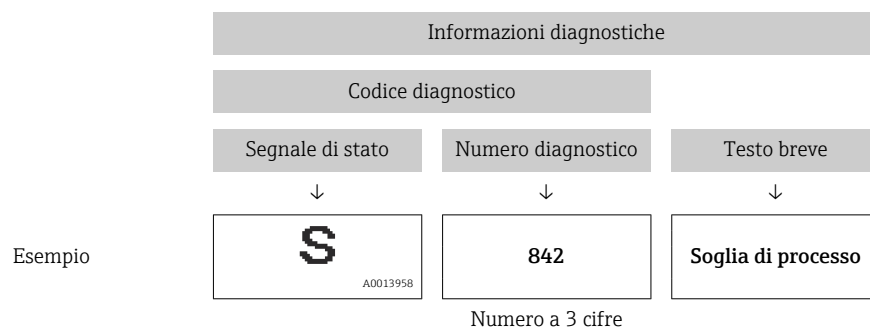 Informazioni diagnostiche
Codice diagnostico
Segnale di stato Numero diagnostico Testo breve
↓ ↓ ↓
Esempio S 842 Soglia di processo
A0013958
Numero a 3 cifre